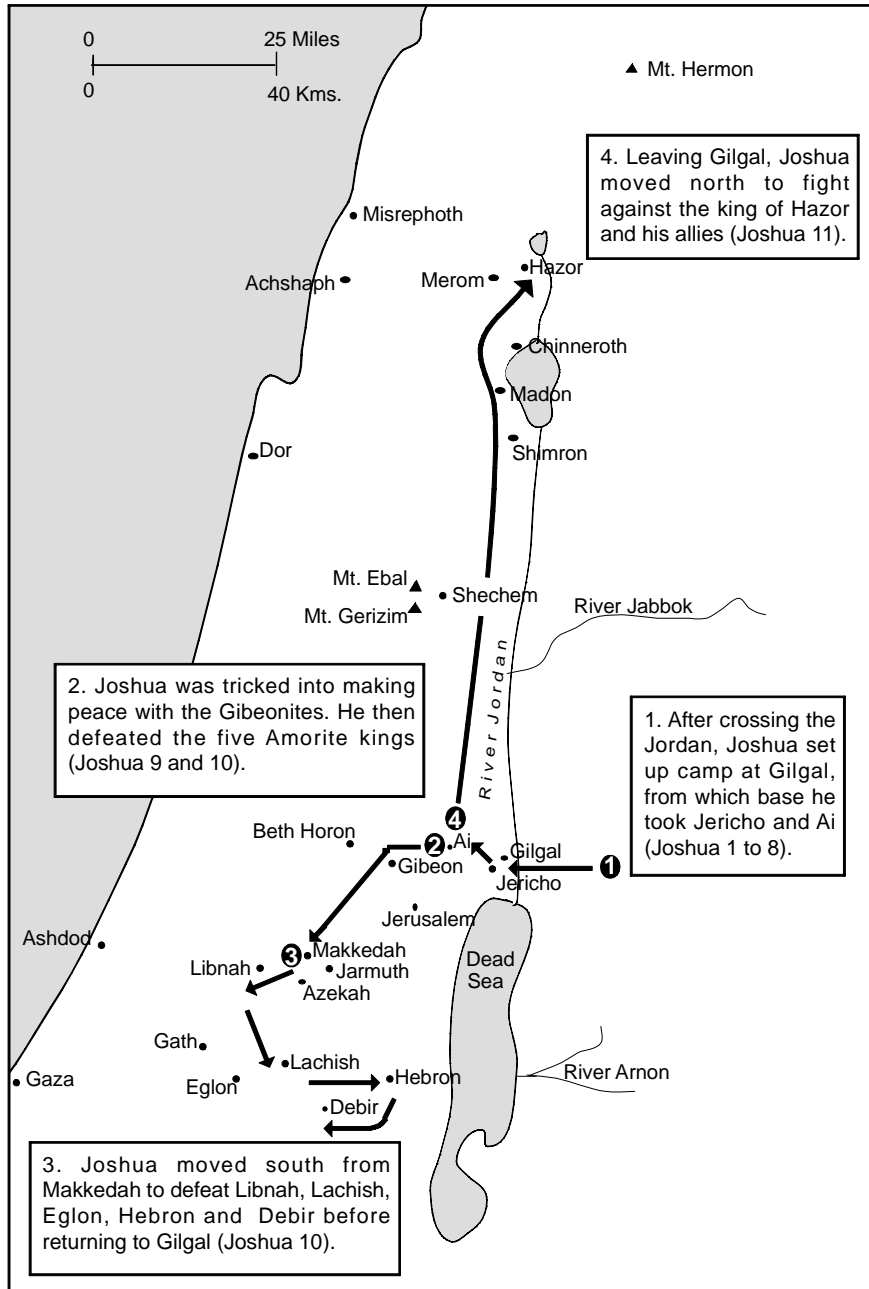 0 25 Miles
0 40 Kms.
Mt. Hermon
4. Leaving Gilgal, Joshua
moved north to fight
against the king of Hazor
and his allies (Joshua 11).
Misrephoth
Hazor
Achshaph
Merom
Chinneroth
Madon
Dor
Shimron
Mt. Ebal
Shechem
Mt. Gerizim
River Jabbok
River Jordan
2. Joshua was tricked into making
peace with the Gibeonites. He then
defeated the five Amorite kings
(Joshua 9 and 10).
1. After crossing the
Jordan, Joshua set
up camp at Gilgal,
from which base he
took Jericho and Ai
(Joshua 1 to 8).
4
Beth Horon
2
Ai
Gilgal
1
Gibeon
Jericho
Jerusalem
Ashdod
3
Makkedah
Dead
Sea
Libnah
Jarmuth
Azekah
Gath
Lachish
River Arnon
Gaza
Eglon
Hebron
Debir
3. Joshua moved south from
Makkedah to defeat Libnah, Lachish,
Eglon, Hebron and Debir before
returning to Gilgal (Joshua 10).